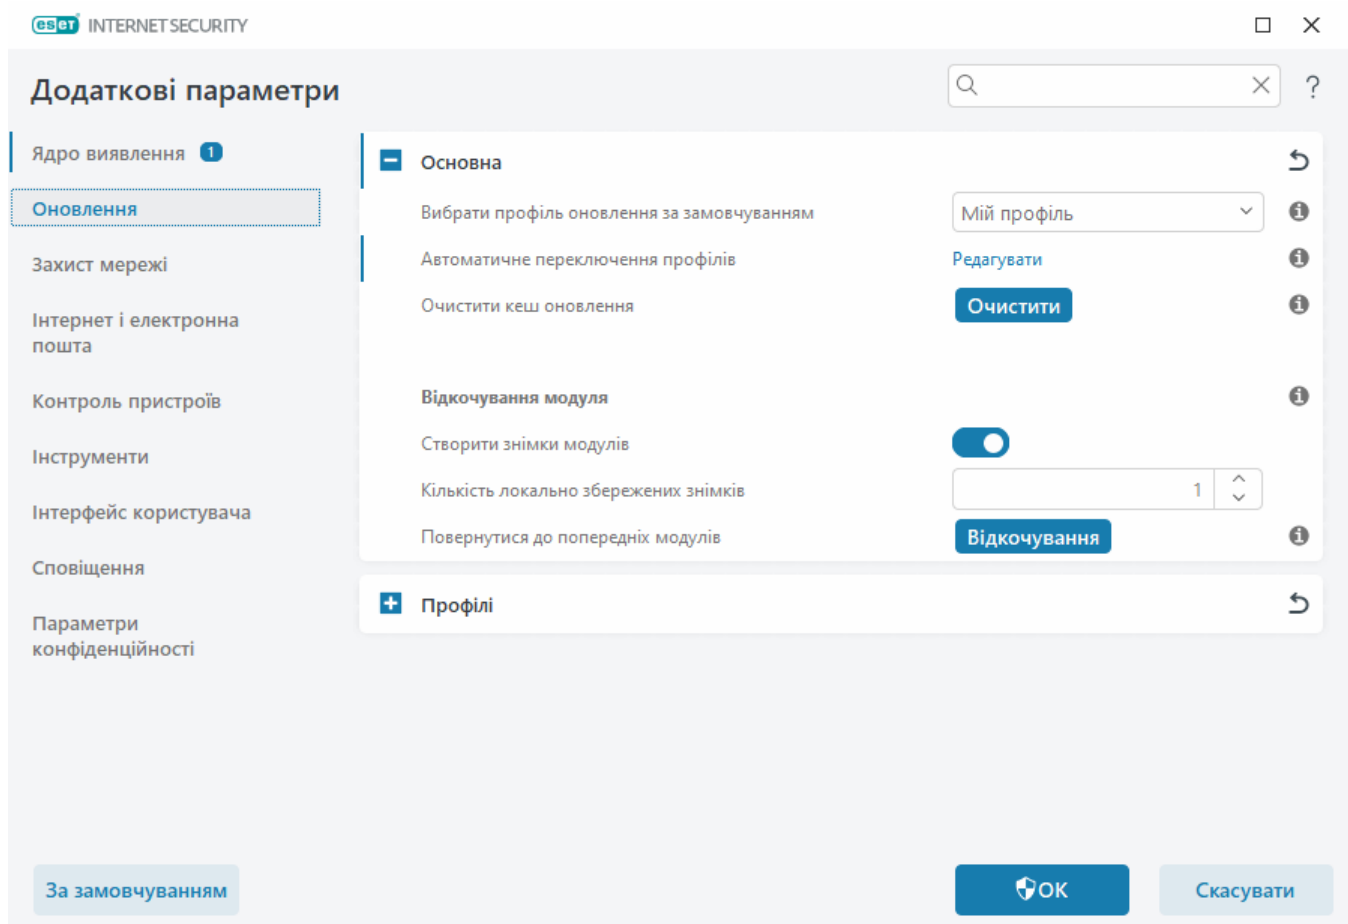 eset INTERNET SECURITY
Додаткові параметри
?
Ядро виявлення 1
Оновлення
Захист мережі
Інтернет і електронна
пошта
Контроль пристроїв
Інструменти
Інтерфейс користувача
Сповіщення
Параметри
конфіденційності
Основна
Вибрати профіль оновлення за замовчуванням
Мій профіль
Автоматичне переключення профілів
Редагувати
Очистити кеш оновлення
Очистити
Відкочування модуля
Створити знімки модулів
Кількість локально збережених знімків
1
Повернутися до попередніх модулів
Відкочування
Профілі
За замовчуванням
ОК
Скасувати